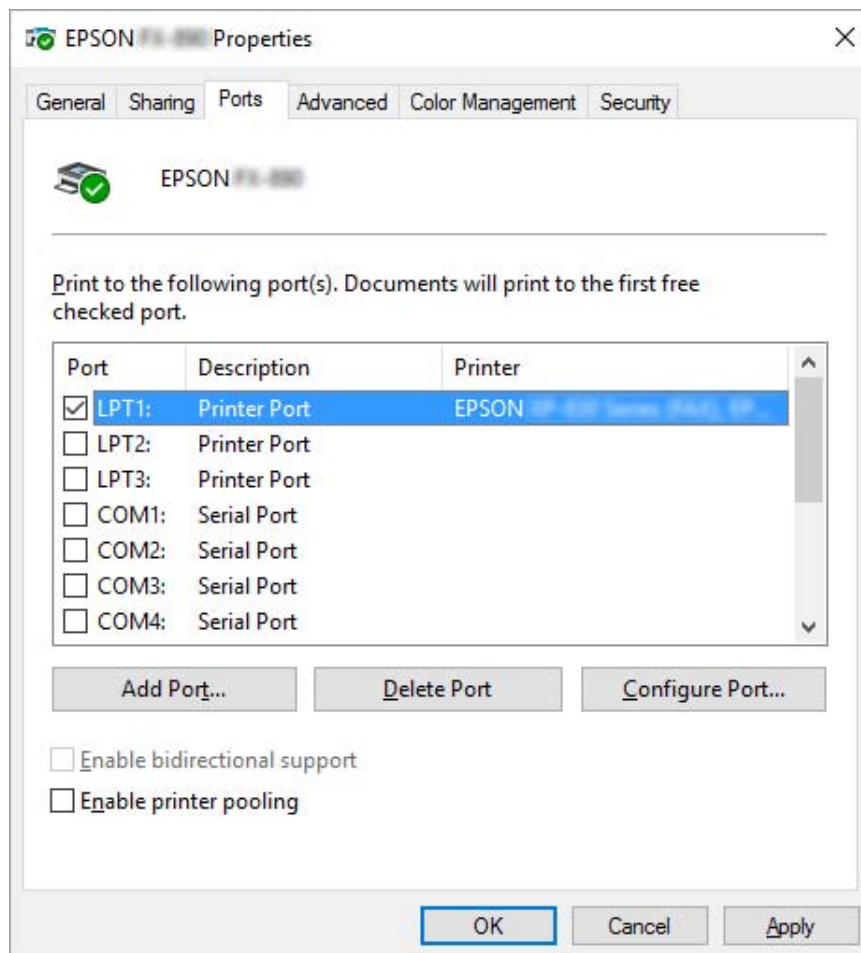 EPSON Properties
General Sharing Ports Advanced Color Management Security
EPSON
Print to the following port(s). Documents will print to the first free
checked port.
Port Description Printer
LPT1: Printer Port EPSON
LPT2: Printer Port
LPT3: Printer Port
COM1: Serial Port
COM2: Serial Port
COM3: Serial Port
COM4: Serial Port
Add Port... Delete Port Configure Port...
Enable bidirectional support
Enable printer pooling
OK Cancel Apply